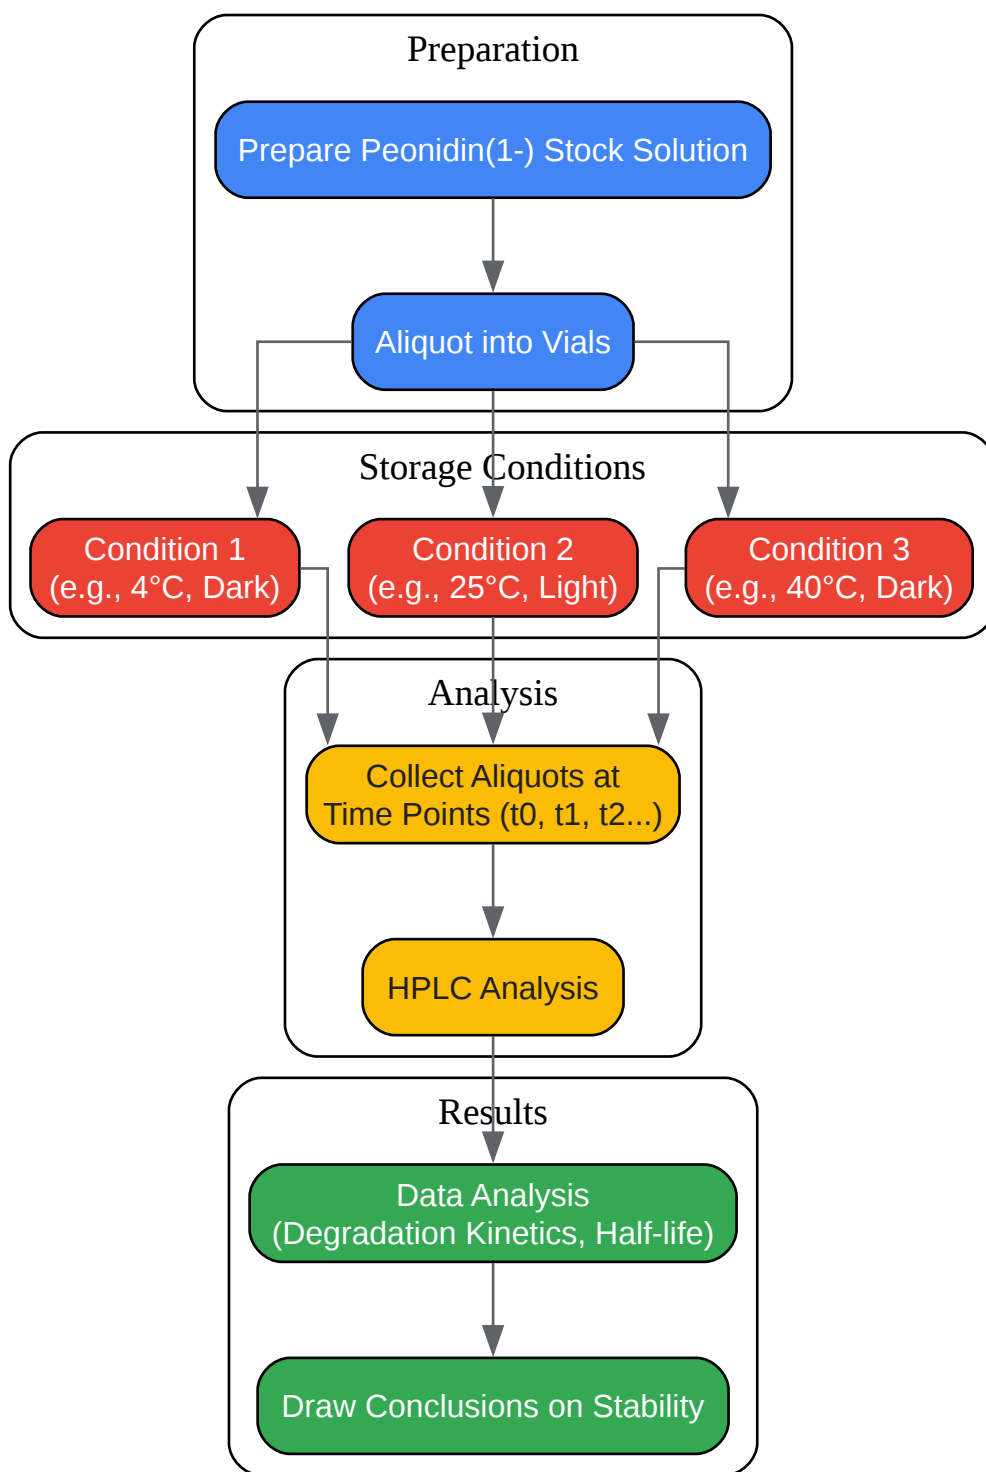 Preparation
Prepare Peonidin(1-) Stock Solution
Aliquot into Vials
Storage Conditions
Condition 1
(e.g., 4°C, Dark)
Condition 2
(e.g., 25°C, Light)
Condition 3
(e.g., 40°C, Dark)
Analysis
Collect Aliquots at
Time Points (t0, t1, t2...)
HPLC Analysis
Results
Data Analysis
(Degradation Kinetics, Half-life)
Draw Conclusions on Stability